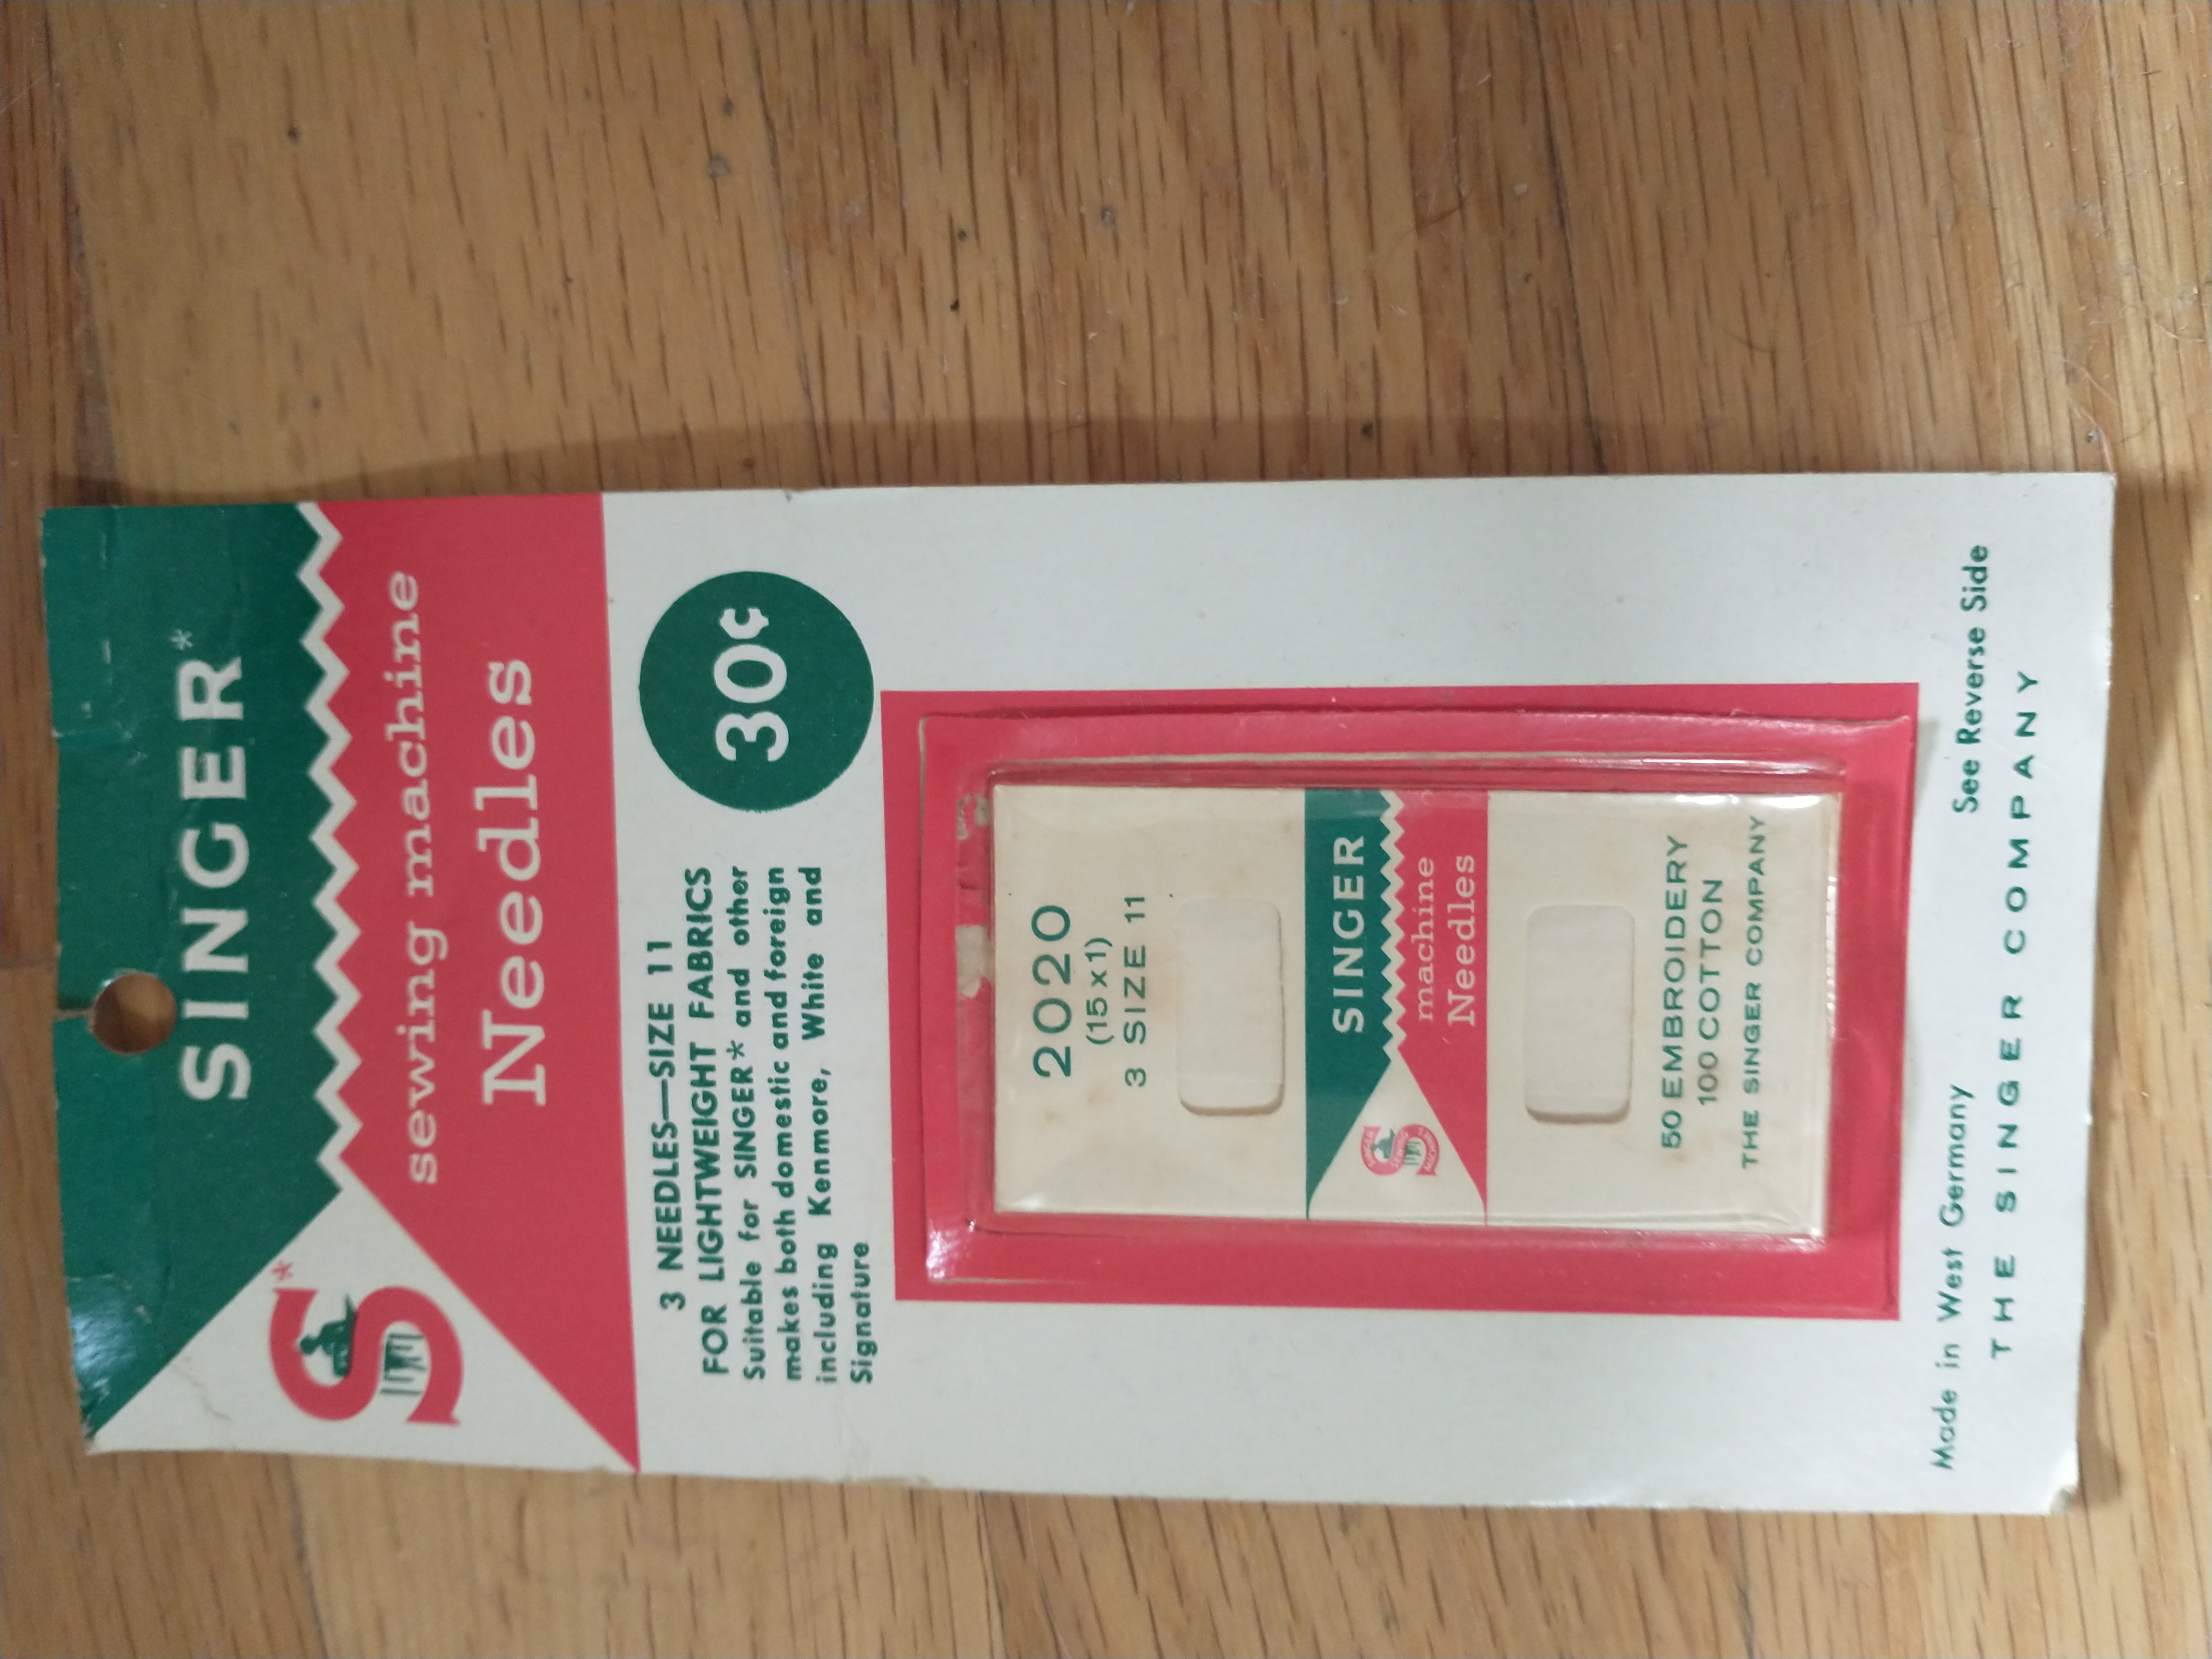 SINGER*
S*
sewing machine
Needles
3 NEEDLES—SIZE 11
FOR LIGHTWEIGHT FABRICS
Suitable for SINGER* and other
makes both domestic and foreign
including Kenmore, White and
Signature
30¢
2020
(15 x 1)
3 SIZE 11
SINGER
machine
Needles
50 EMBROIDERY
100 COTTON
THE SINGER COMPANY
Made in West Germany
See Reverse Side
THE SINGER COMPANY